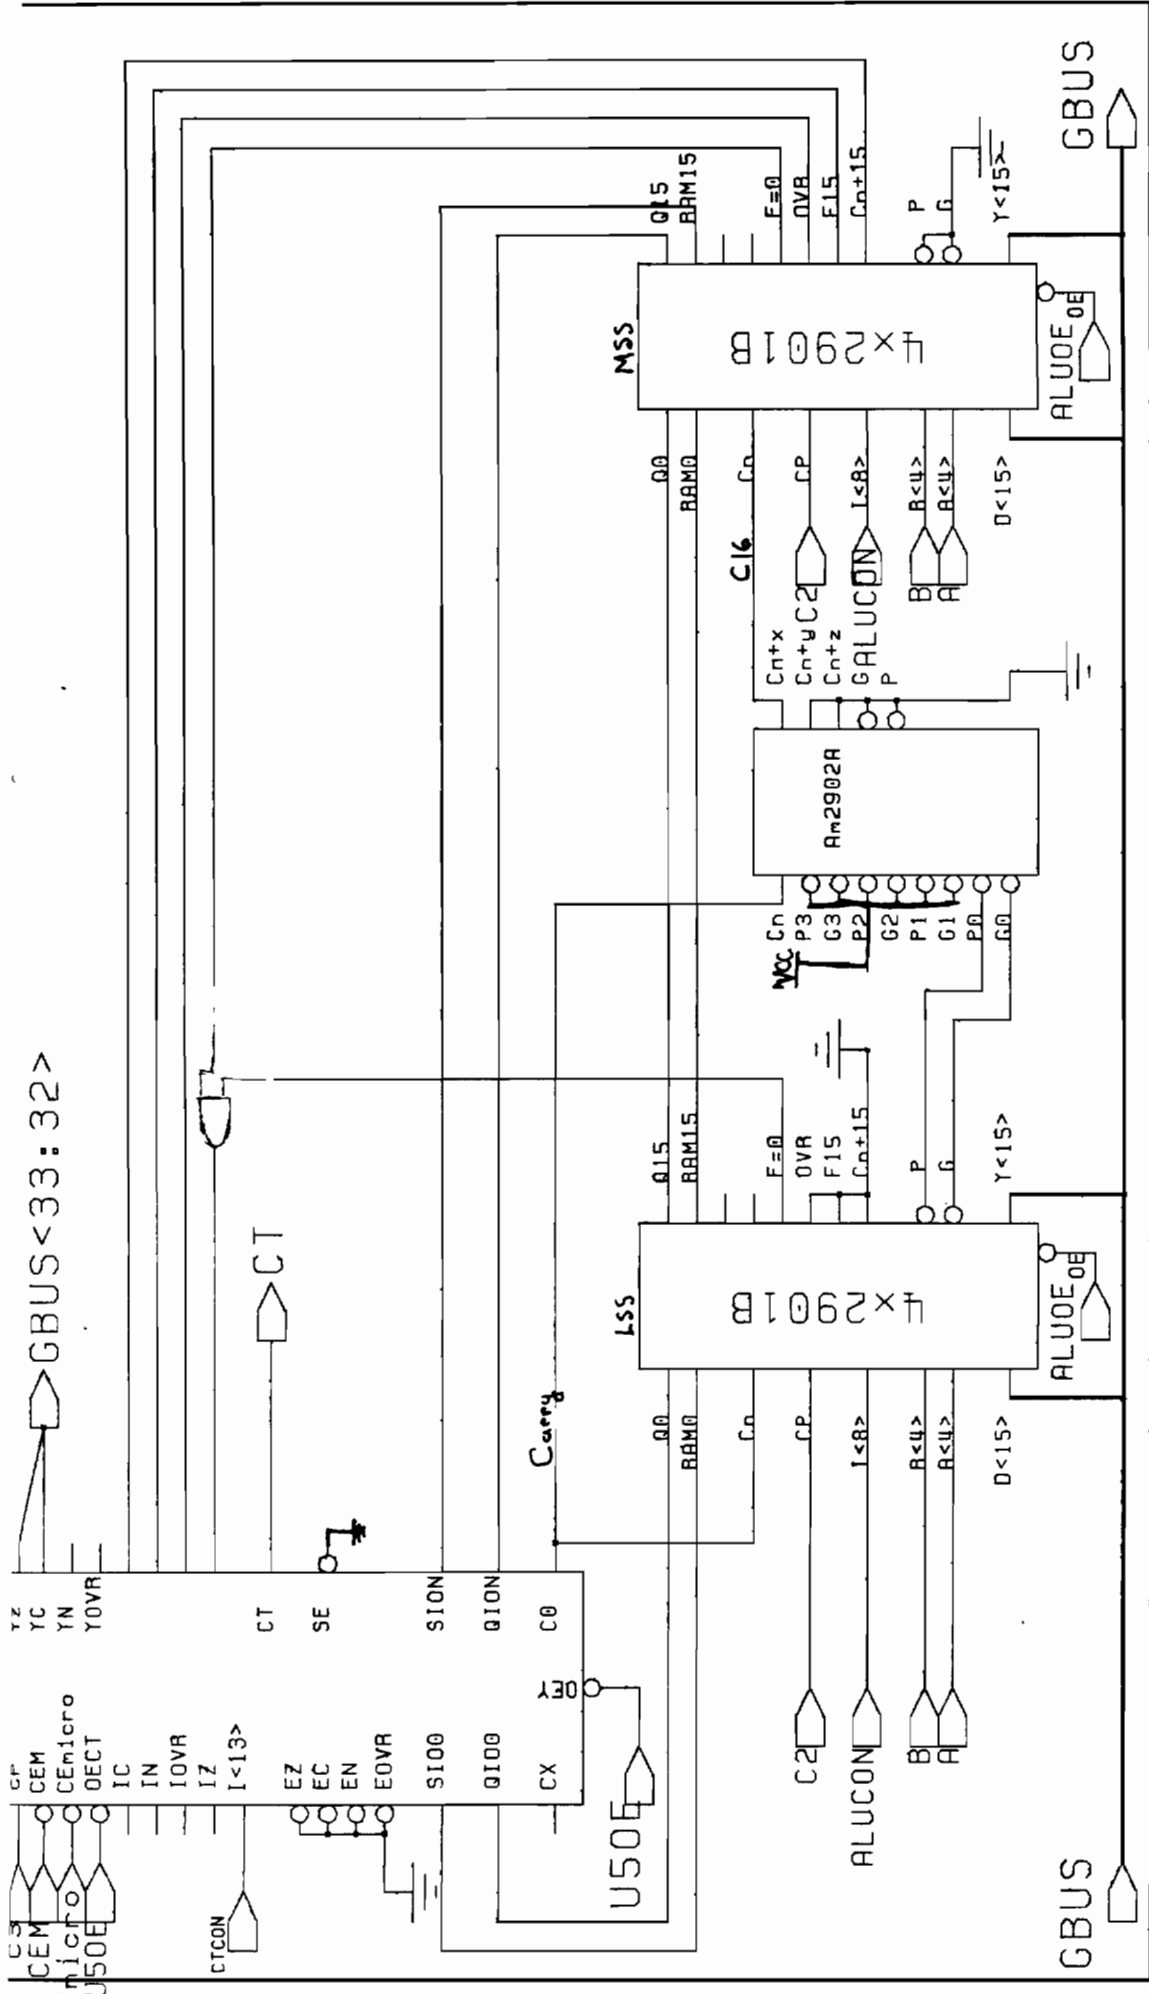 GBUS<33:32>
YZ
YC
YN
YOVR
CT
CT
SE
SION
QION
C0
OEY
CP
CEM
CEmicro
OECT
IC
IN
IOVR
IZ
I<13>
EZ
EC
EN
EOVR
SIO0
QIO0
CX
C3
CEM
micro
U50E
CTCON
U50E
Carry
Q0
RAM0
Cn
CP
I<8>
B<4>
A<4>
D<15>
C2
ALUCON
B
A
LSS
4x2901B
ALUOE
OE
Q15
RAM15
F=0
OVR
F15
Cn+15
P
G
Y<15>
VCC
Cn
P3
G3
P2
G2
P1
G1
P0
G0
Am2902A
Cn+x
Cn+y
Cn+z
G
P
C16
C2
ALUCON
B
A
Q0
RAM0
Cn
CP
I<8>
B<4>
A<4>
D<15>
MSS
4x2901B
ALUOE
OE
Q15
RAM15
F=0
OVR
F15
Cn+15
P
G
Y<15>
GBUS
GBUS